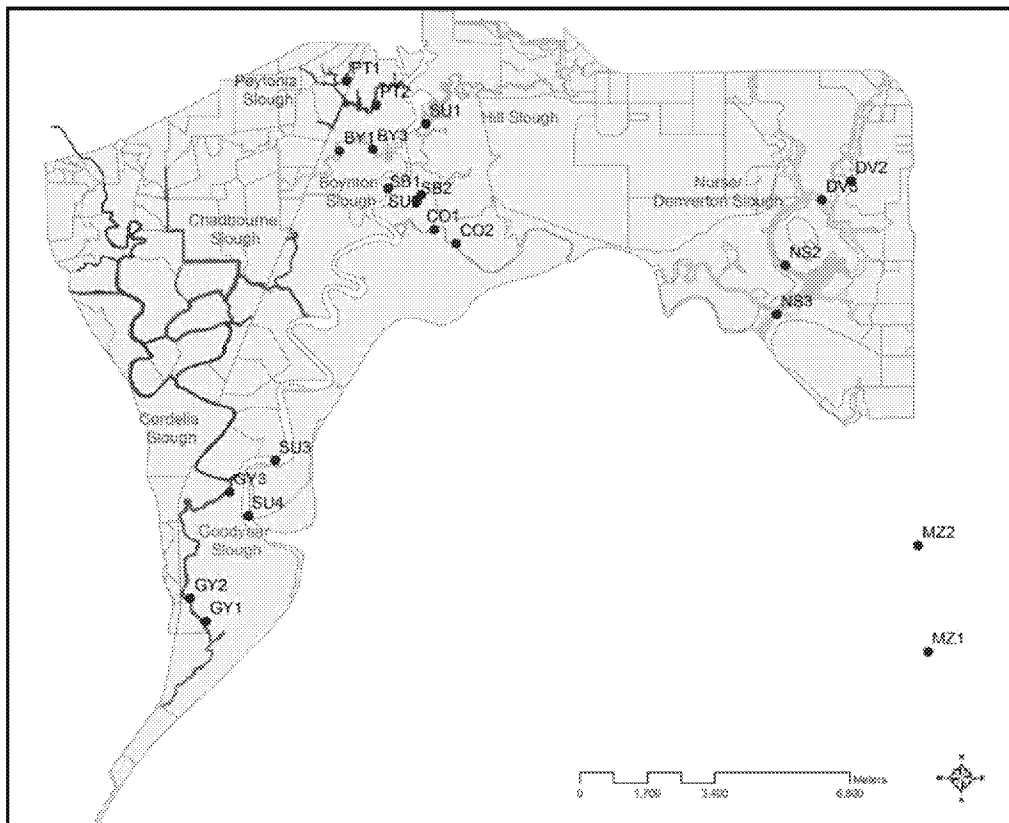 PT1
Peytonia
Slough
PT2
SU1
Hill Slough
BY1
BY3
Boynton
Slough
SB1
SB2
SU
CO1
CO2
Chadbourne
Slough
Nurse/
Denverton Slough
DV2
DV3
NS2
NS3
Cordelia
Slough
SU3
GY3
SU4
Goodyear
Slough
GY2
GY1
MZ2
MZ1
Meters
0 1,700 3,400 6,800